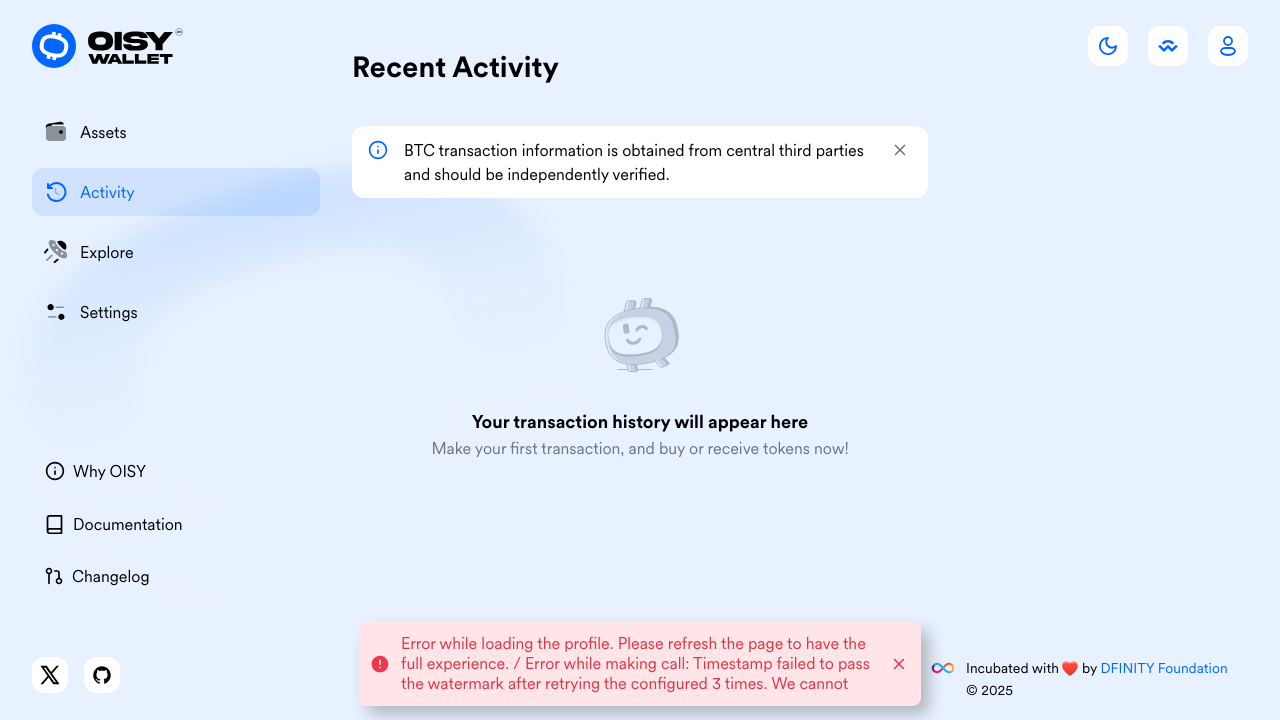 OISY
WALLET
Recent Activity
Assets
Activity
Explore
Settings
BTC transaction information is obtained from central third parties
and should be independently verified.
Your transaction history will appear here
Make your first transaction, and buy or receive tokens now!
Why OISY
Documentation
Changelog
Error while loading the profile. Please refresh the page to have the
full experience. / Error while making call: Timestamp failed to pass
the watermark after retrying the configured 3 times. We cannot
Incubated with ❤️ by DFINITY Foundation
© 2025